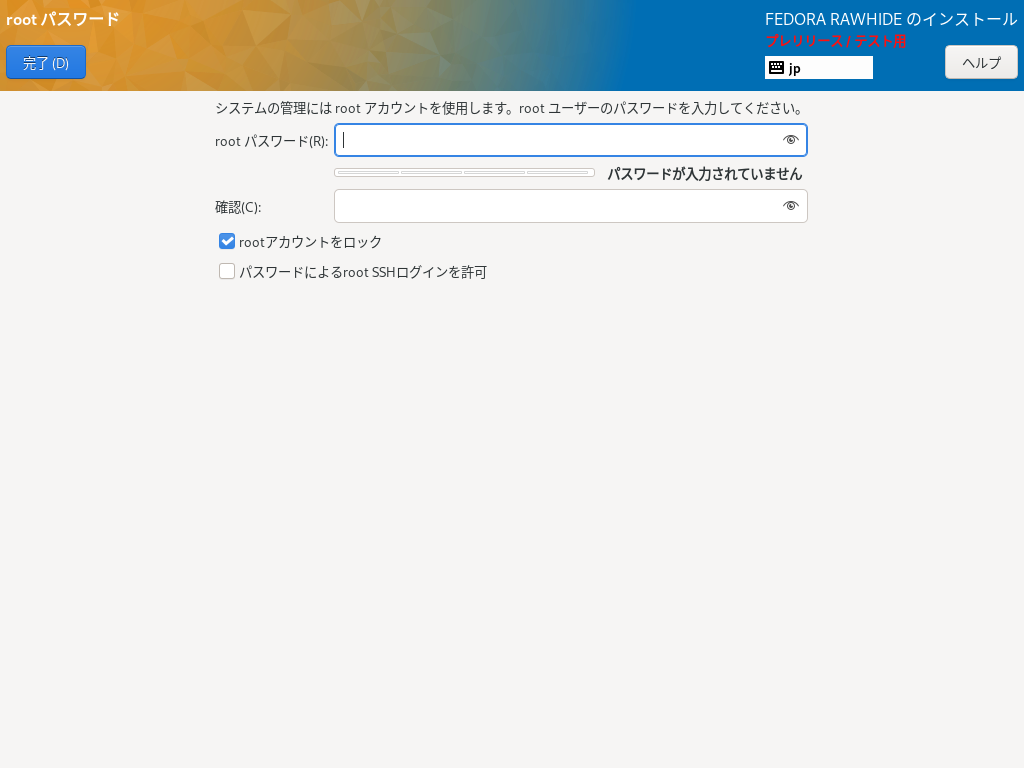 root パスワード
FEDORA RAWHIDE のインストール
プレリリース / テスト用
完了 (D)
jp
ヘルプ
システムの管理には root アカウントを使用します。root ユーザーのパスワードを入力してください。
root パスワード(R):
パスワードが入力されていません
確認(C):
rootアカウントをロック
パスワードによるroot SSHログインを許可